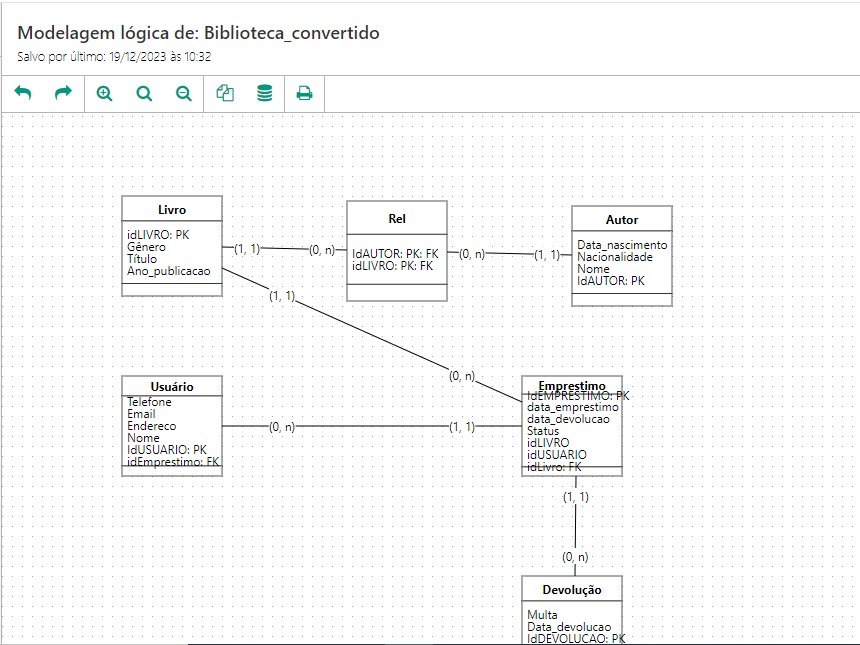 Modelagem lógica de: Biblioteca_convertido
Salvo por último: 19/12/2023 às 10:32
Livro
idLIVRO: PK
Gênero
Título
Ano_publicacao
(1, 1)
(0, n)
Rel
IdAUTOR: PK: FK
idLIVRO: PK: FK
(0, n)
(1, 1)
Autor
Data_nascimento
Nacionalidade
Nome
IdAUTOR: PK
(1, 1)
(0, n)
Usuário
Telefone
Email
Endereco
Nome
IdUSUARIO: PK
idEmprestimo: FK
(0, n)
(1, 1)
Emprestimo
IdEMPRESTIMO: PK
data_emprestimo
data_devolucao
Status
idLIVRO
idUSUARIO
idLivro: FK
(1, 1)
(0, n)
Devolução
Multa
Data_devolucao
IdDEVOLUCAO: PK